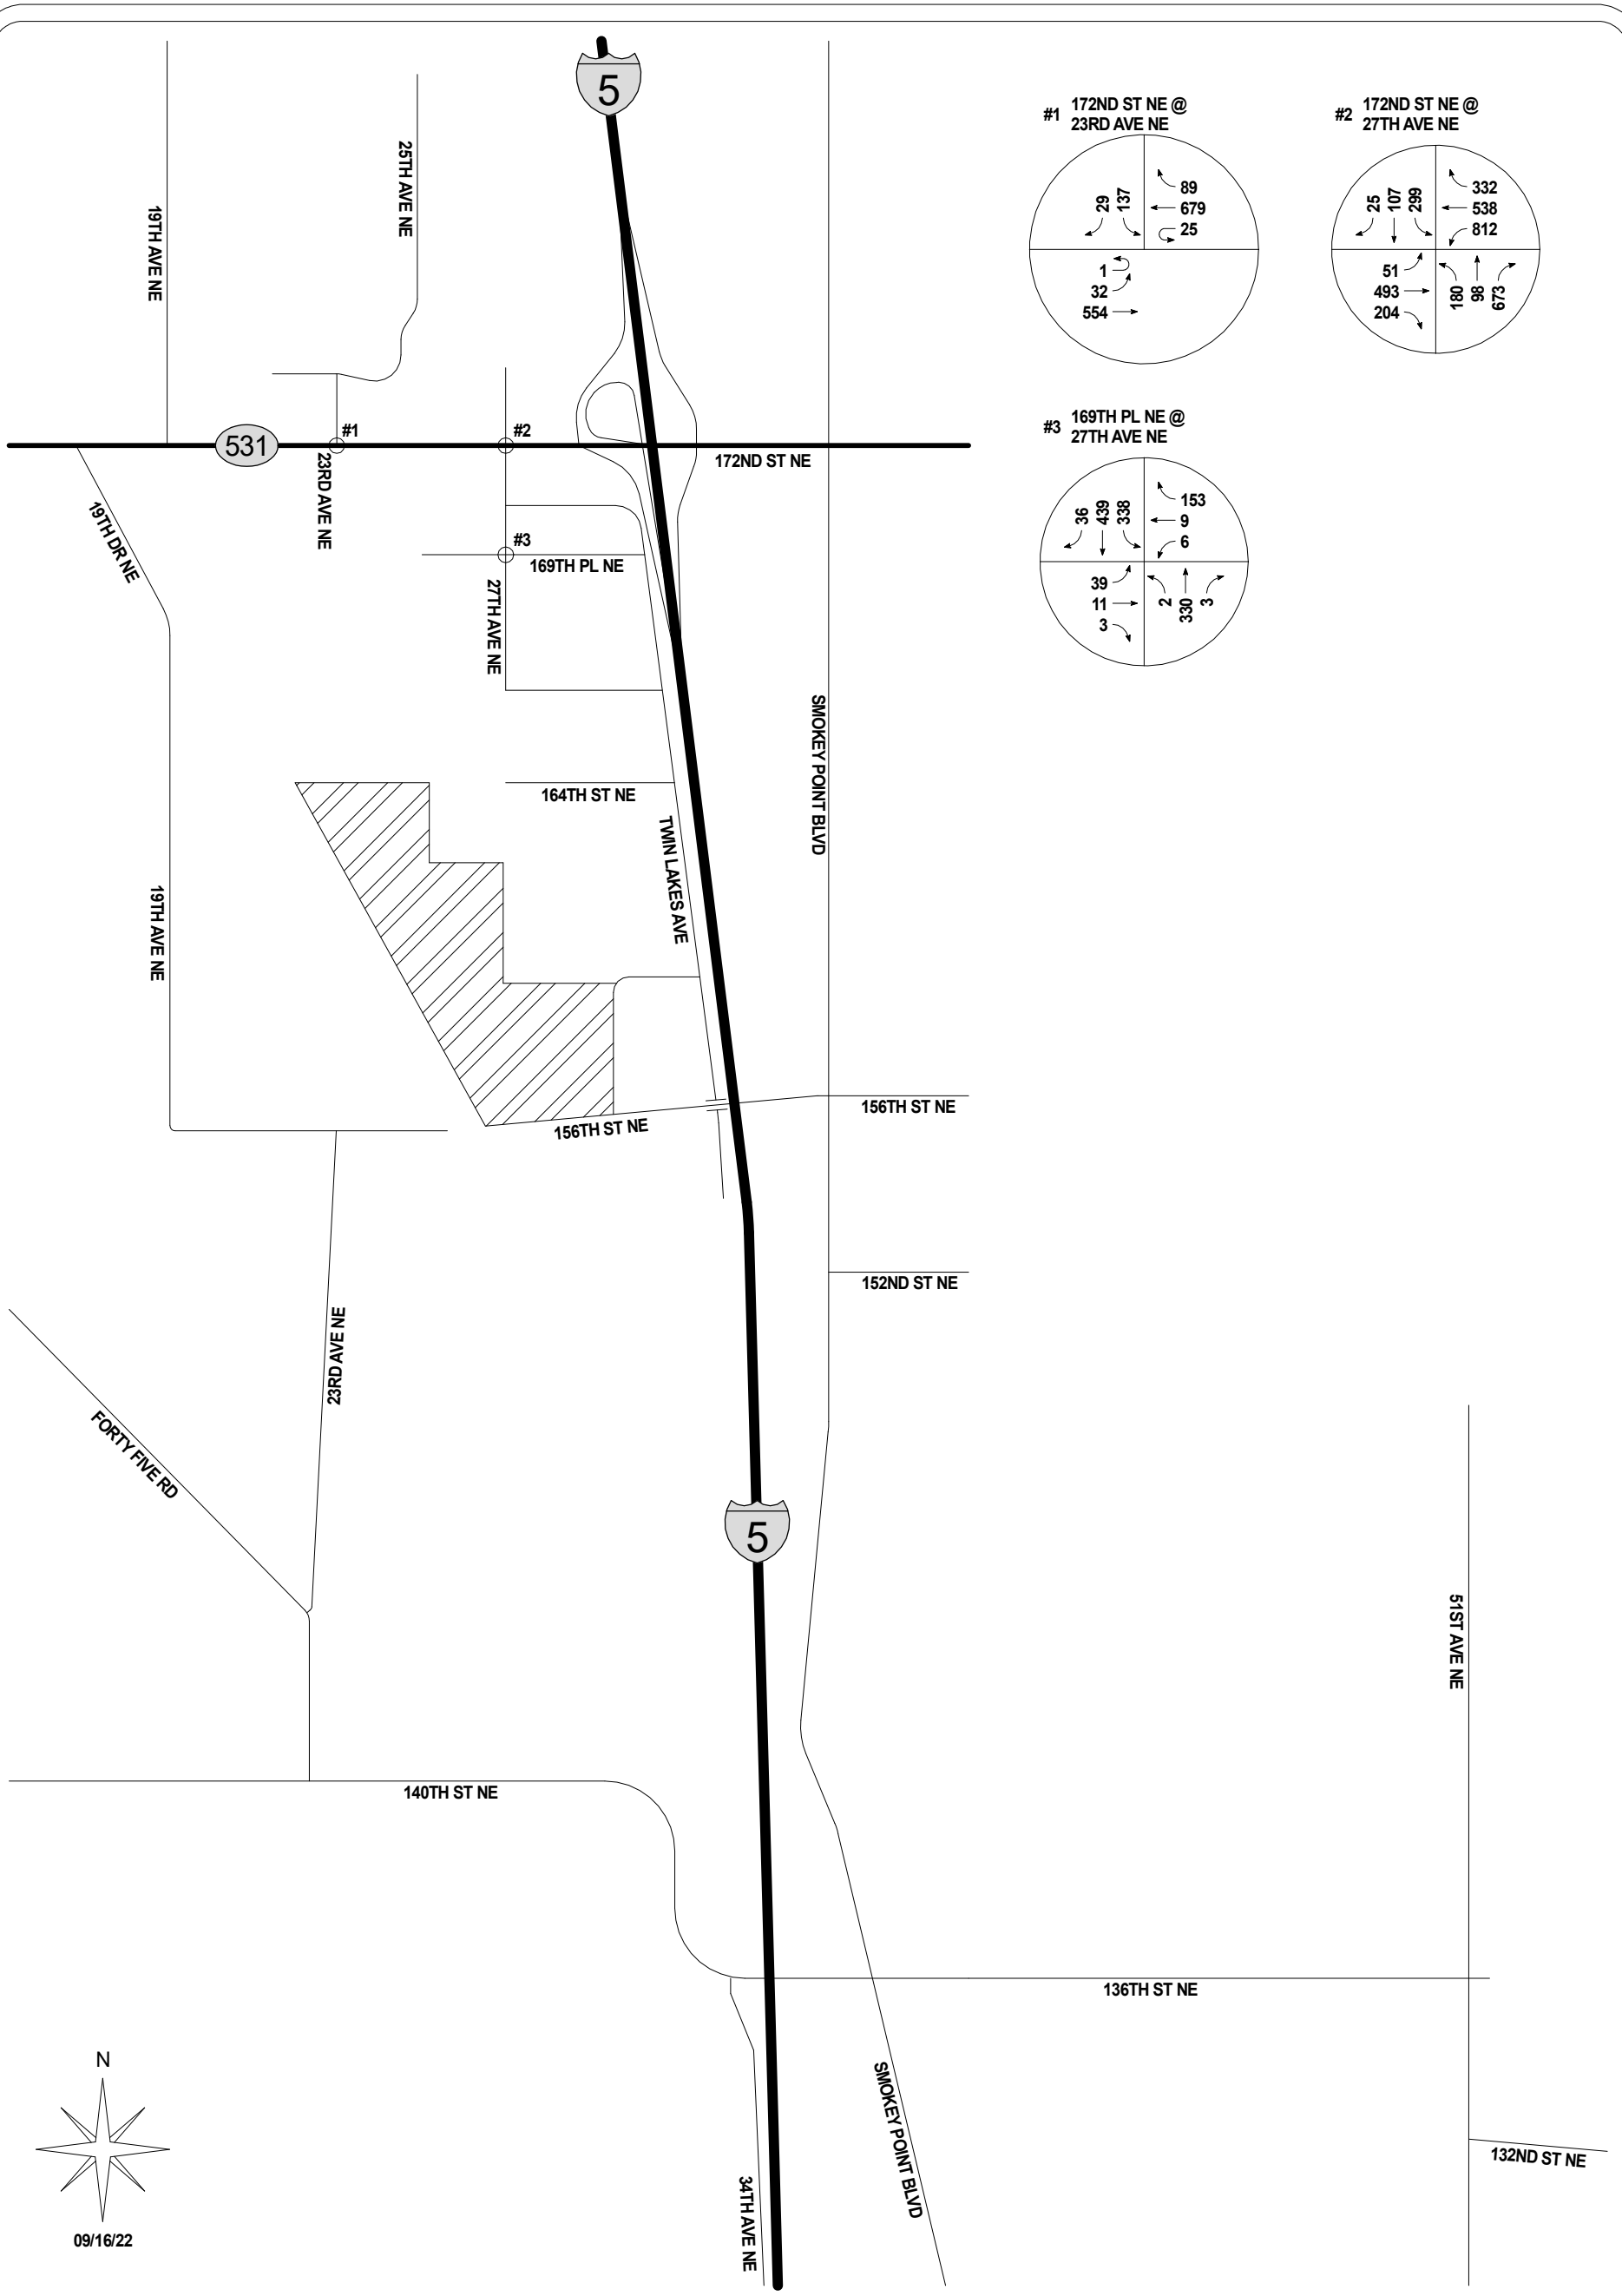 5
19TH AVE NE
25TH AVE NE
#1 172ND ST NE @
23RD AVE NE
29
137
89
679
25
1
32
554
#2 172ND ST NE @
27TH AVE NE
25
107
299
332
538
812
51
493
204
180
98
673
#3 169TH PL NE @
27TH AVE NE
36
439
338
153
9
6
39
11
3
2
330
3
531
#1
#2
172ND ST NE
23RD AVE NE
19TH DR NE
#3
169TH PL NE
27TH AVE NE
SMOKEY POINT BLVD
164TH ST NE
TWIN LAKES AVE
19TH AVE NE
156TH ST NE
156TH ST NE
152ND ST NE
23RD AVE NE
FORTY FIVE RD
5
51ST AVE NE
140TH ST NE
136TH ST NE
N
09/16/22
34TH AVE NE
SMOKEY POINT BLVD
132ND ST NE